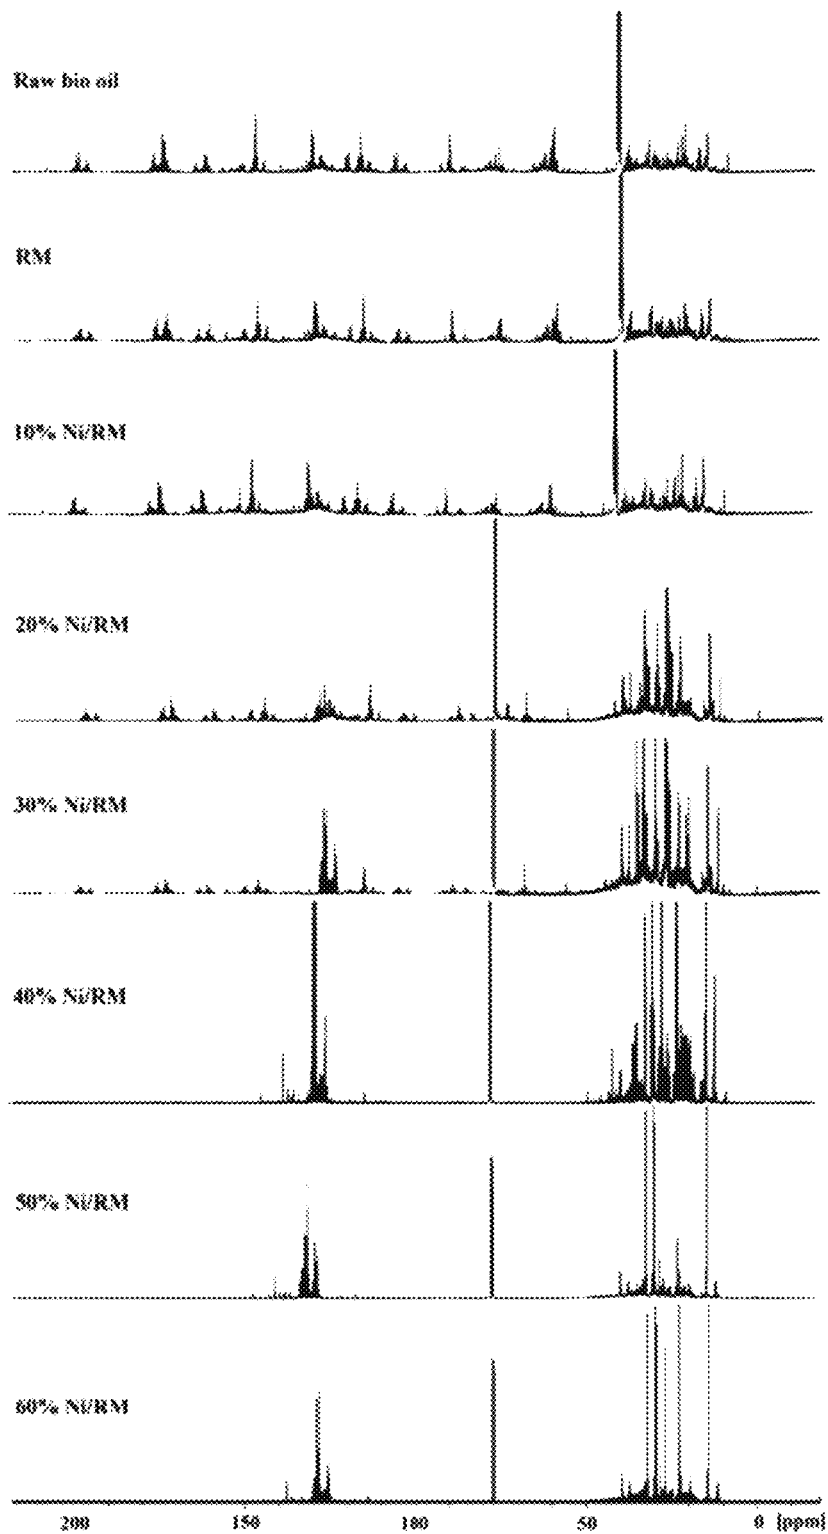 Raw bio oil
RM
10% Ni/RM
20% Ni/RM
30% Ni/RM
40% Ni/RM
50% Ni/RM
60% Ni/RM
200 150 100 50 0 [ppm]